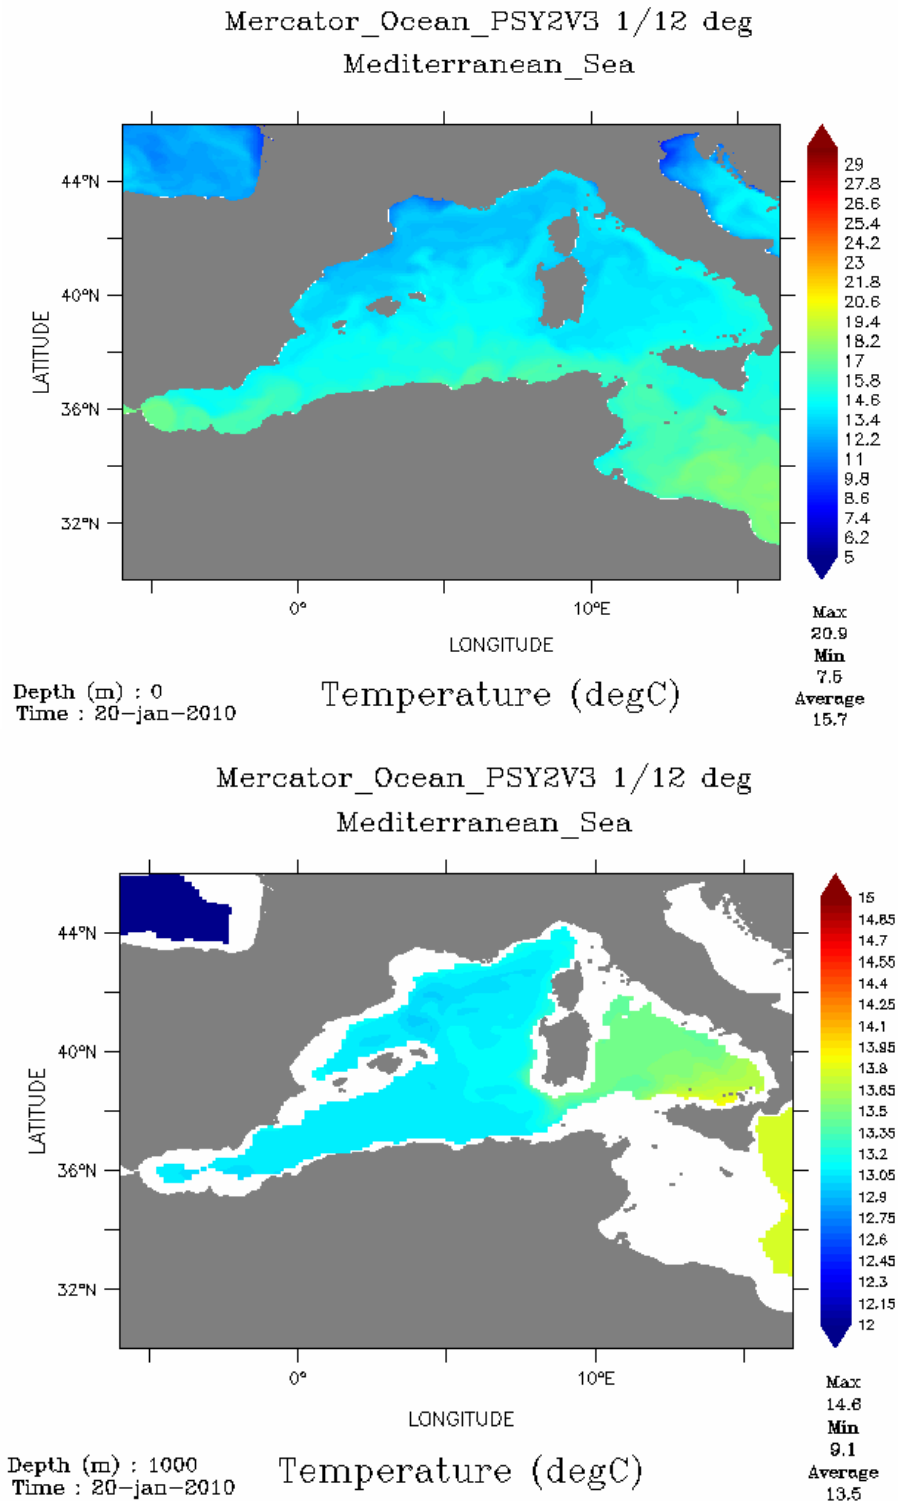 Mercator_Ocean_PSY2V3 1/12 deg
Mediterranean_Sea
44°N
40°N
36°N
32°N
LATITUDE
0°
10°E
LONGITUDE
29
27.8
26.6
25.4
24.2
23
21.8
20.6
19.4
18.2
17
15.8
14.6
13.4
12.2
11
9.8
8.6
7.4
6.2
5
Max
20.9
Min
7.5
Average
15.7
Depth (m) : 0
Time : 20-jan-2010
Temperature (degC)
Mercator_Ocean_PSY2V3 1/12 deg
Mediterranean_Sea
44°N
40°N
36°N
32°N
LATITUDE
0°
10°E
LONGITUDE
15
14.85
14.7
14.55
14.4
14.25
14.1
13.95
13.8
13.65
13.5
13.35
13.2
13.05
12.9
12.75
12.6
12.45
12.3
12.15
12
Max
14.6
Min
9.1
Average
13.5
Depth (m) : 1000
Time : 20-jan-2010
Temperature (degC)